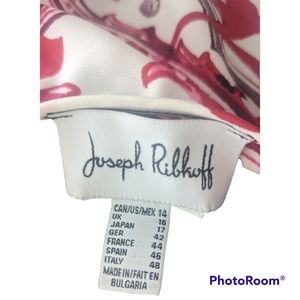 Joseph Ribkoff
CAN/US/MEX 14
UK 16
JAPAN 17
GER 42
FRANCE 44
SPAIN 46
ITALY 48
MADE IN/FAIT EN
BULGARIA
PhotoRoom®